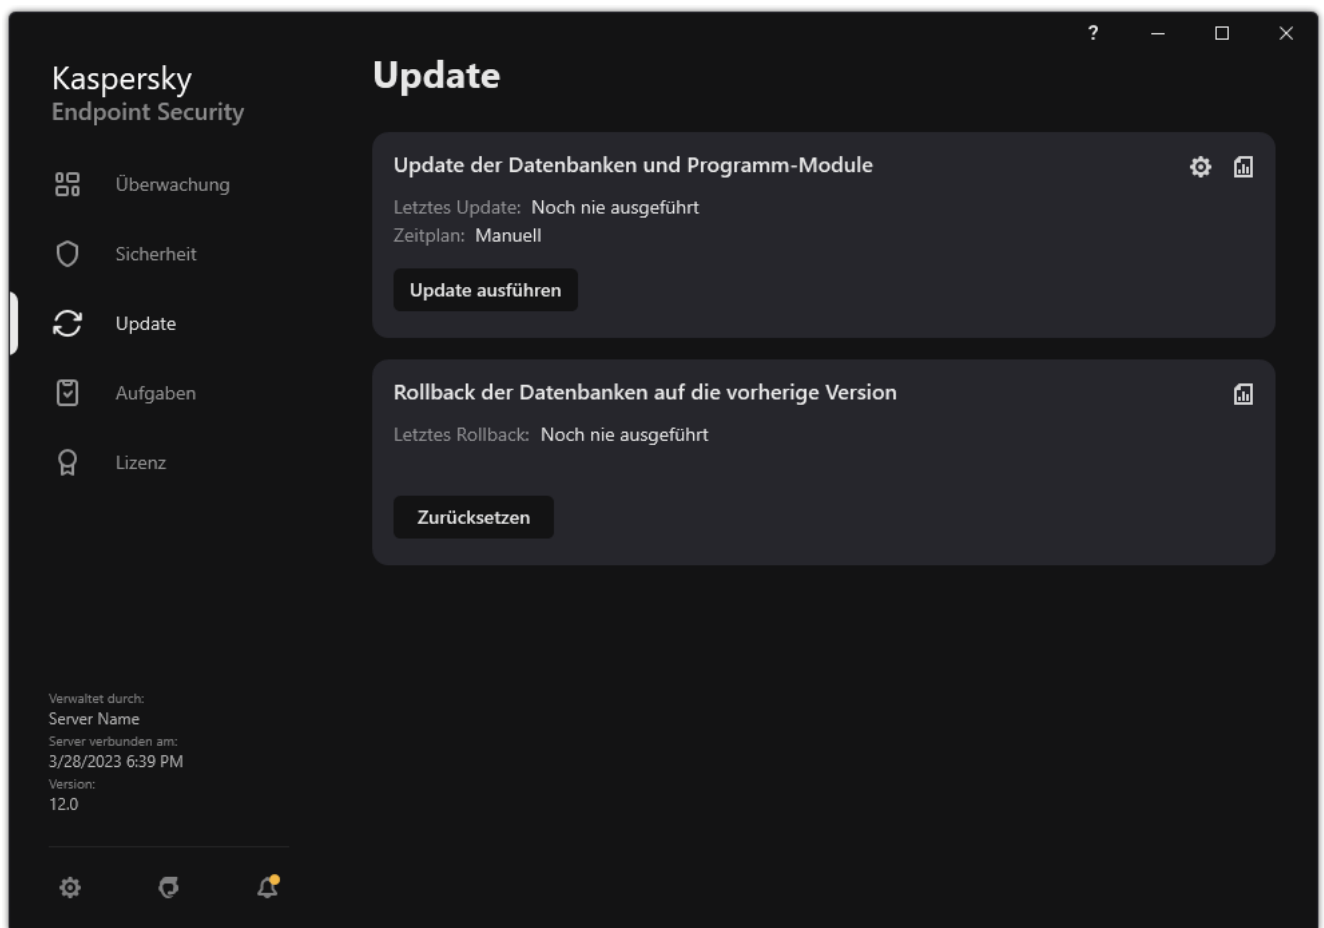 ?
Kaspersky
Endpoint Security
Überwachung
Sicherheit
Update
Aufgaben
Lizenz
Verwaltet durch:
Server Name
Server verbunden am:
3/28/2023 6:39 PM
Version:
12.0
Update
Update der Datenbanken und Programm-Module
Letztes Update: Noch nie ausgeführt
Zeitplan: Manuell
Update ausführen
Rollback der Datenbanken auf die vorherige Version
Letztes Rollback: Noch nie ausgeführt
Zurücksetzen